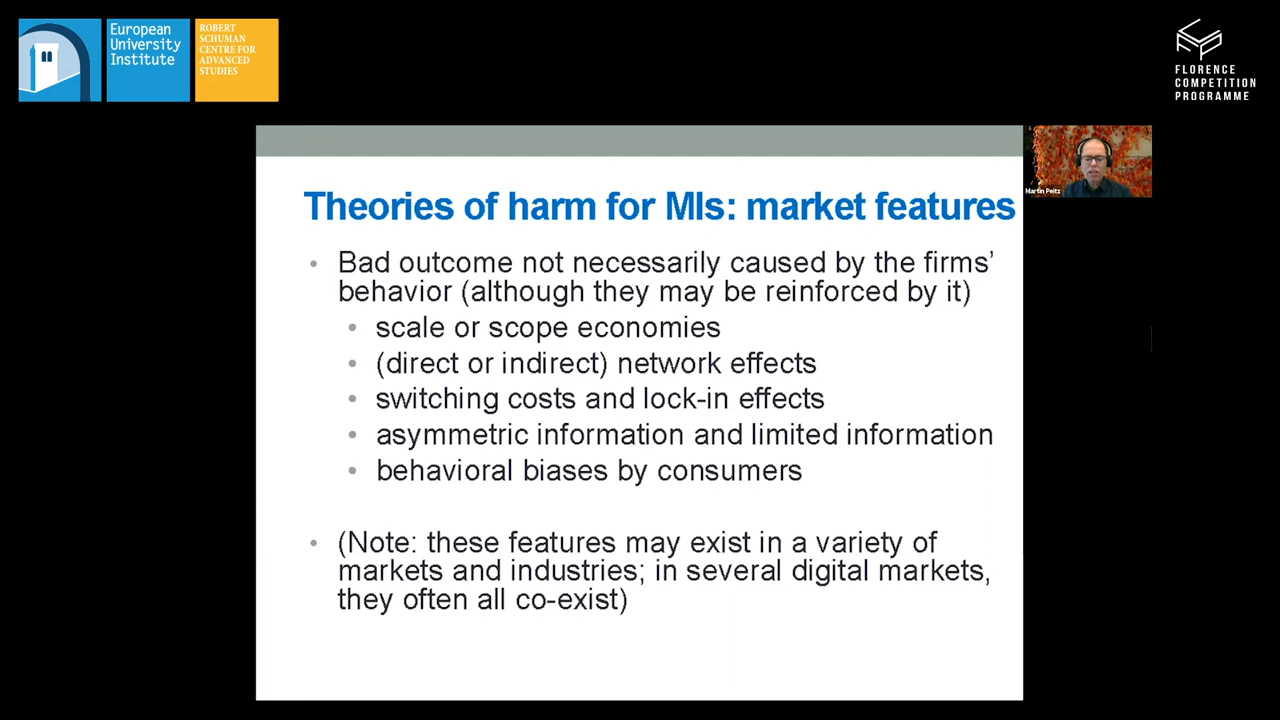 European
University
Institute
ROBERT
SCHUMAN
CENTRE FOR
ADVANCED
STUDIES
FLORENCE
COMPETITION
PROGRAMME
Martin Peitz
Theories of harm for MIs: market features
• Bad outcome not necessarily caused by the firms’
behavior (although they may be reinforced by it)
• scale or scope economies
• (direct or indirect) network effects
• switching costs and lock-in effects
• asymmetric information and limited information
• behavioral biases by consumers
• (Note: these features may exist in a variety of
markets and industries; in several digital markets,
they often all co-exist)